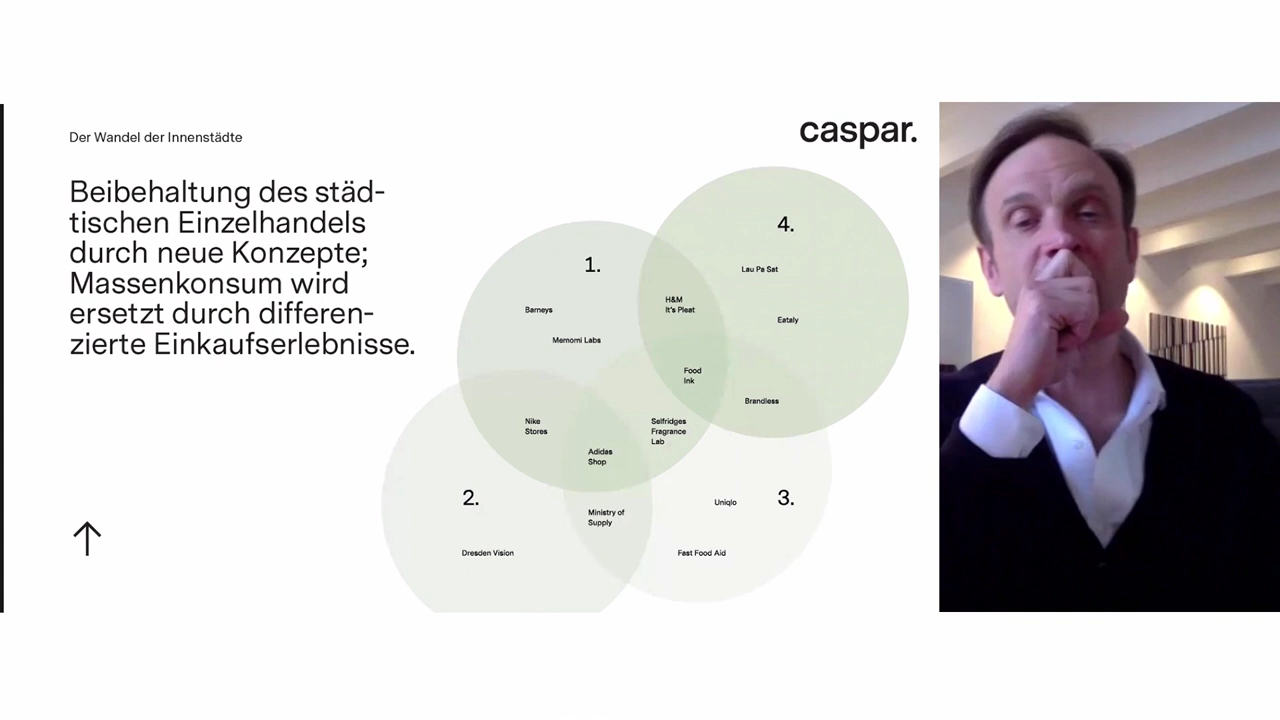 Der Wandel der Innenstädte
caspar.
Beibehaltung des städ-
tischen Einzelhandels
durch neue Konzepte;
Massenkonsum wird
ersetzt durch differen-
zierte Einkaufserlebnisse.
1.
Barneys
Memomi Labs
4.
Lau Pa Sat
H&M
It's Pleat
Eataly
Food
Ink
Brandless
Nike
Stores
Selfridges
Fragrance
Lab
Adidas
Shop
2.
Ministry of
Supply
Dresden Vision
3.
Uniqlo
Fast Food Aid